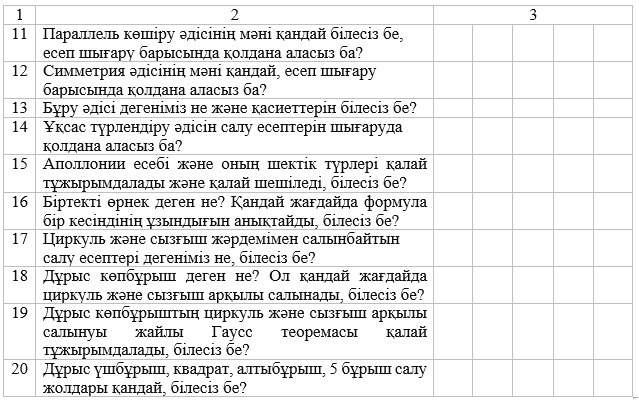 1 2 3
11 Параллель көшіру әдісінің мәні қандай білесіз бе,
есеп шығару барысында қолдана аласыз ба?
12 Симметрия әдісінің мәні қандай, есеп шығару
барысында қолдана аласыз ба?
13 Бұру әдісі дегеніміз не және қасиеттерін білесіз бе?
14 Ұқсас түрлендіру әдісін салу есептерін шығаруда
қолдана аласыз ба?
15 Аполлонии есебі және оның шектік түрлері қалай
тұжырымдалады және қалай шешіледі, білесіз бе?
16 Біртекті өрнек деген не? Қандай жағдайда формула
бір кесіндінің ұзындығын анықтайды, білесіз бе?
17 Циркуль және сызғыш жәрдемімен салынбайтын
салу есептері дегеніміз не, білесіз бе?
18 Дұрыс көпбұрыш деген не? Ол қандай жағдайда
циркуль және сызғыш арқылы салынады, білесіз бе?
19 Дұрыс көпбұрыштың циркуль және сызғыш арқылы
салынуы жайлы Гаусс теоремасы қалай
тұжырымдалады, білесіз бе?
20 Дұрыс үшбұрыш, квадрат, алтыбұрыш, 5 бұрыш салу
жолдары қандай, білесіз бе?